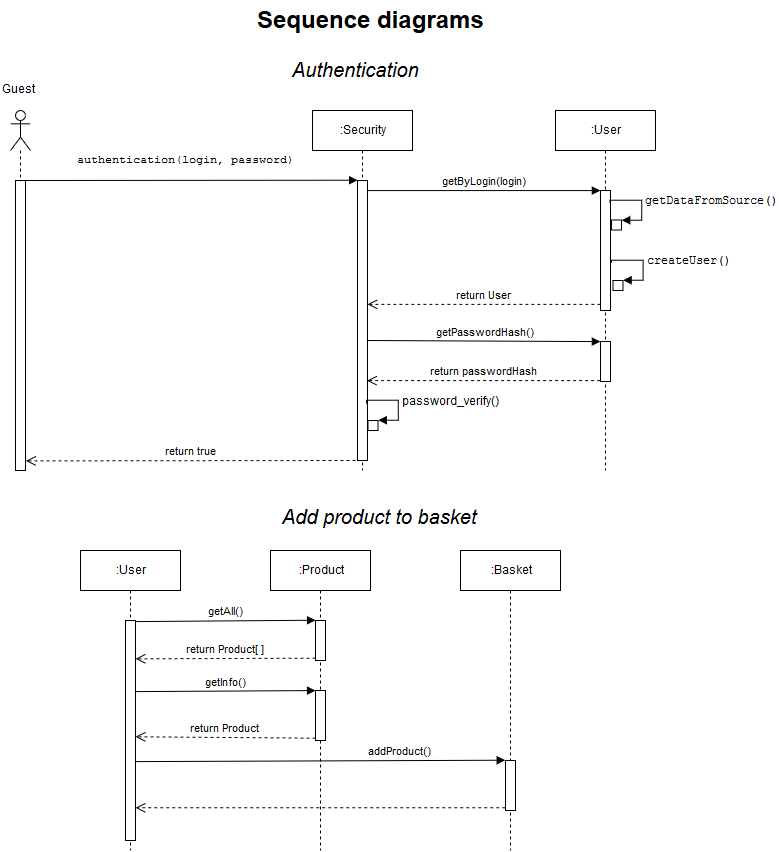 Sequence diagrams
Authentication
Guest
:Security
:User
authentication(login, password)
getByLogin(login)
getDataFromSource()
createUser()
return User
getPasswordHash()
return passwordHash
password_verify()
return true
Add product to basket
:User
:Product
:Basket
getAll()
return Product[ ]
getInfo()
return Product
addProduct()